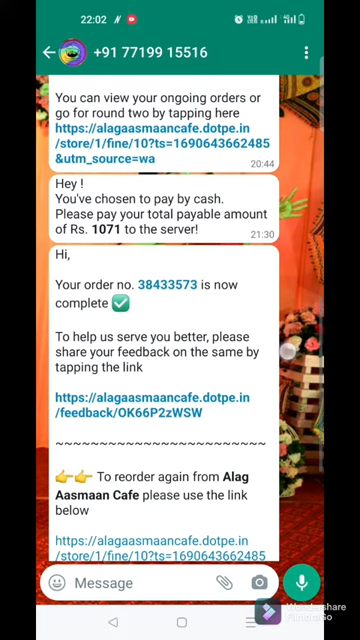 22:02
+91 77199 15516
You can view your ongoing orders or
go for round two by tapping here
https://alagaasmaancafe.dotpe.in
/store/1/fine/10?ts=1690643662485
&utm_source=wa
20:44
Hey !
You've chosen to pay by cash.
Please pay your total payable amount
of Rs. 1071 to the server!
21:30
Hi,
Your order no. 38433573 is now
complete ✅
To help us serve you better, please
share your feedback on the same by
tapping the link
https://alagaasmaancafe.dotpe.in
/feedback/OK66P2zWSW
~~~~~~~~~~~~~~~~~~~~~~~~
👉👉 To reorder again from Alag
Aasmaan Cafe please use the link
below
https://alagaasmaancafe.dotpe.in
/store/1/fine/10?ts=1690643662485
Message